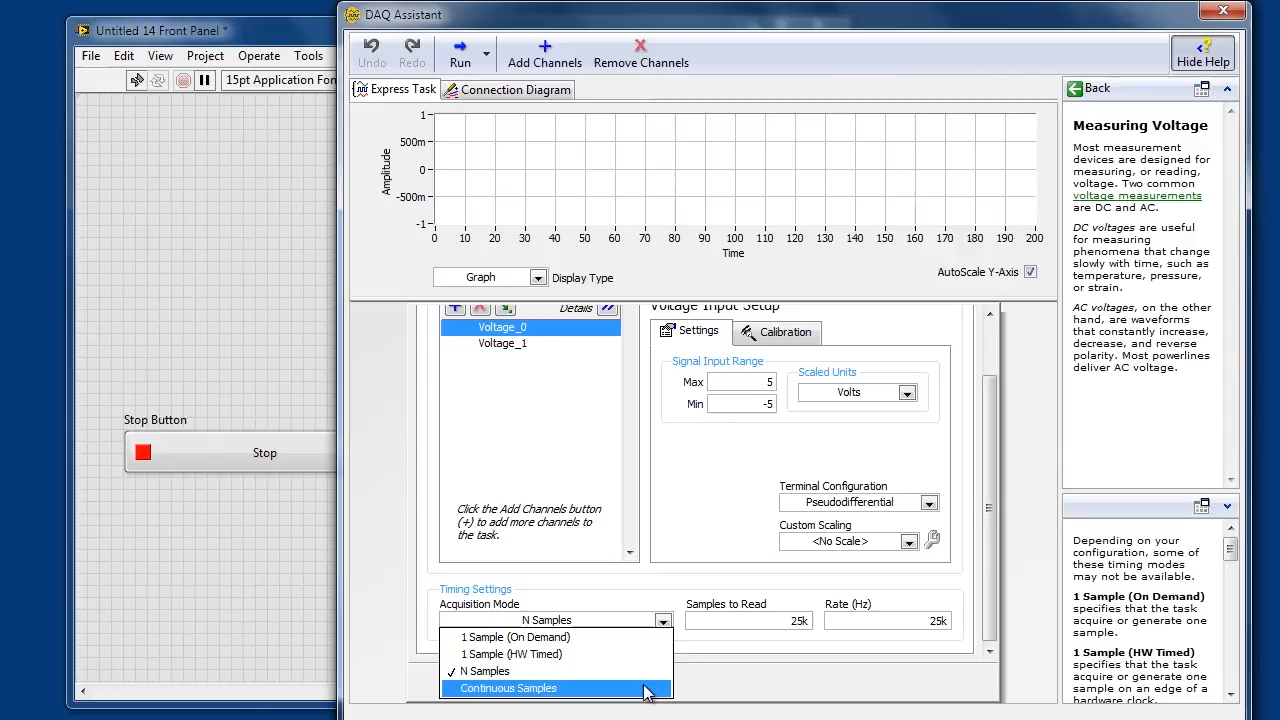 Untitled 14 Front Panel *
File Edit View Project Operate Tools
15pt Application Fon
Stop Button
Stop
DAQ Assistant
Undo Redo Run Add Channels Remove Channels Hide Help
Express Task Connection Diagram
Amplitude
1
500m
0
-500m
-1
0 10 20 30 40 50 60 70 80 90 100 110 120 130 140 150 160 170 180 190 200
Time
Graph Display Type
AutoScale Y-Axis
Details
Voltage_0
Voltage_1
Click the Add Channels button
(+) to add more channels to
the task.
Voltage Input Setup
Settings Calibration
Signal Input Range
Max 5
Min -5
Scaled Units
Volts
Terminal Configuration
Pseudodifferential
Custom Scaling
<No Scale>
Timing Settings
Acquisition Mode Samples to Read Rate (Hz)
N Samples 25k 25k
1 Sample (On Demand)
1 Sample (HW Timed)
N Samples
Continuous Samples
Back
Measuring Voltage
Most measurement
devices are designed for
measuring, or reading,
voltage. Two common
voltage measurements
are DC and AC.
DC voltages are useful
for measuring
phenomena that change
slowly with time, such as
temperature, pressure,
or strain.
AC voltages, on the other
hand, are waveforms
that constantly increase,
decrease, and reverse
polarity. Most powerlines
deliver AC voltage.
Depending on your
configuration, some of
these timing modes
may not be available.
1 Sample (On Demand)
specifies that the task
acquire or generate one
sample.
1 Sample (HW Timed)
specifies that the task
acquire or generate one
sample on an edge of a
hardware clock.